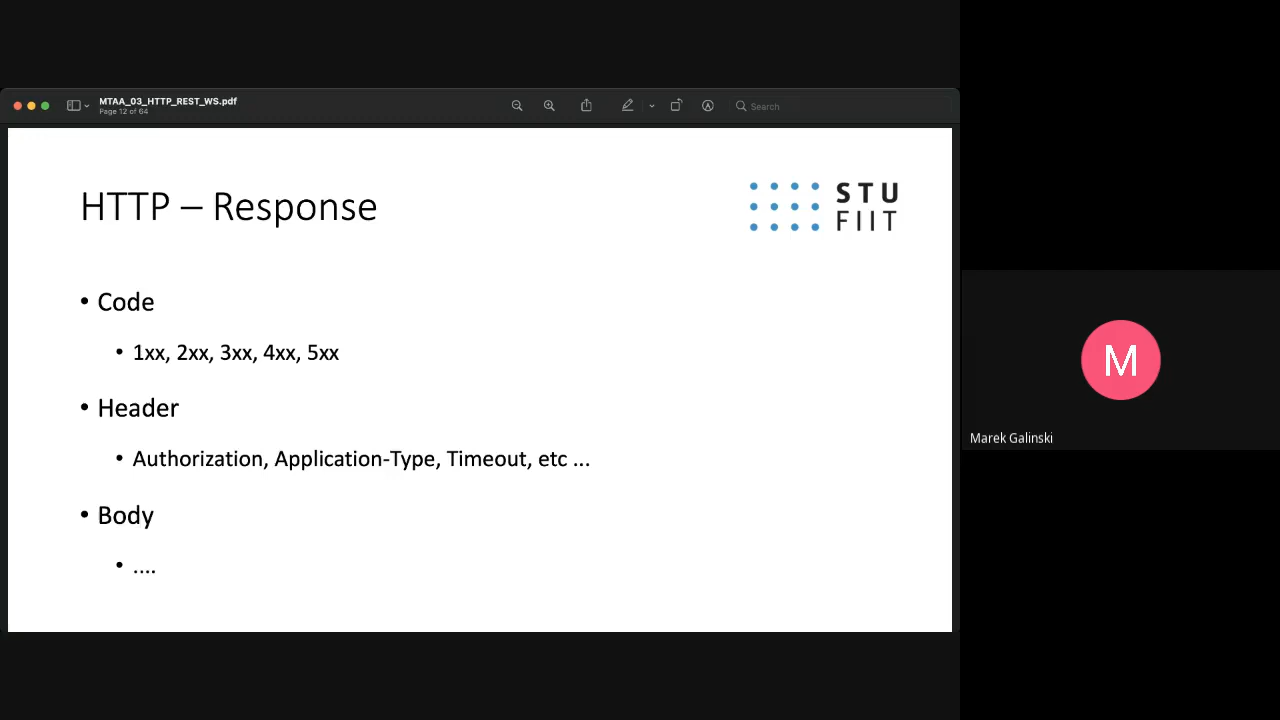 MTAA_03_HTTP_REST_WS.pdf
Page 12 of 64
Search
HTTP – Response
STU
FIIT
• Code
• 1xx, 2xx, 3xx, 4xx, 5xx
• Header
• Authorization, Application-Type, Timeout, etc ...
• Body
• ....
M
Marek Galinski